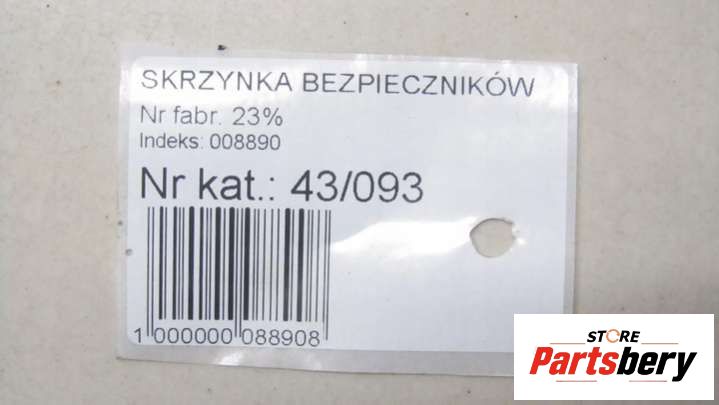 SKRZYNKA BEZPIECZNIKÓW
Nr fabr. 23%
Indeks: 008890
Nr kat.: 43/093
1 000000 088908
STORE
Partsbery